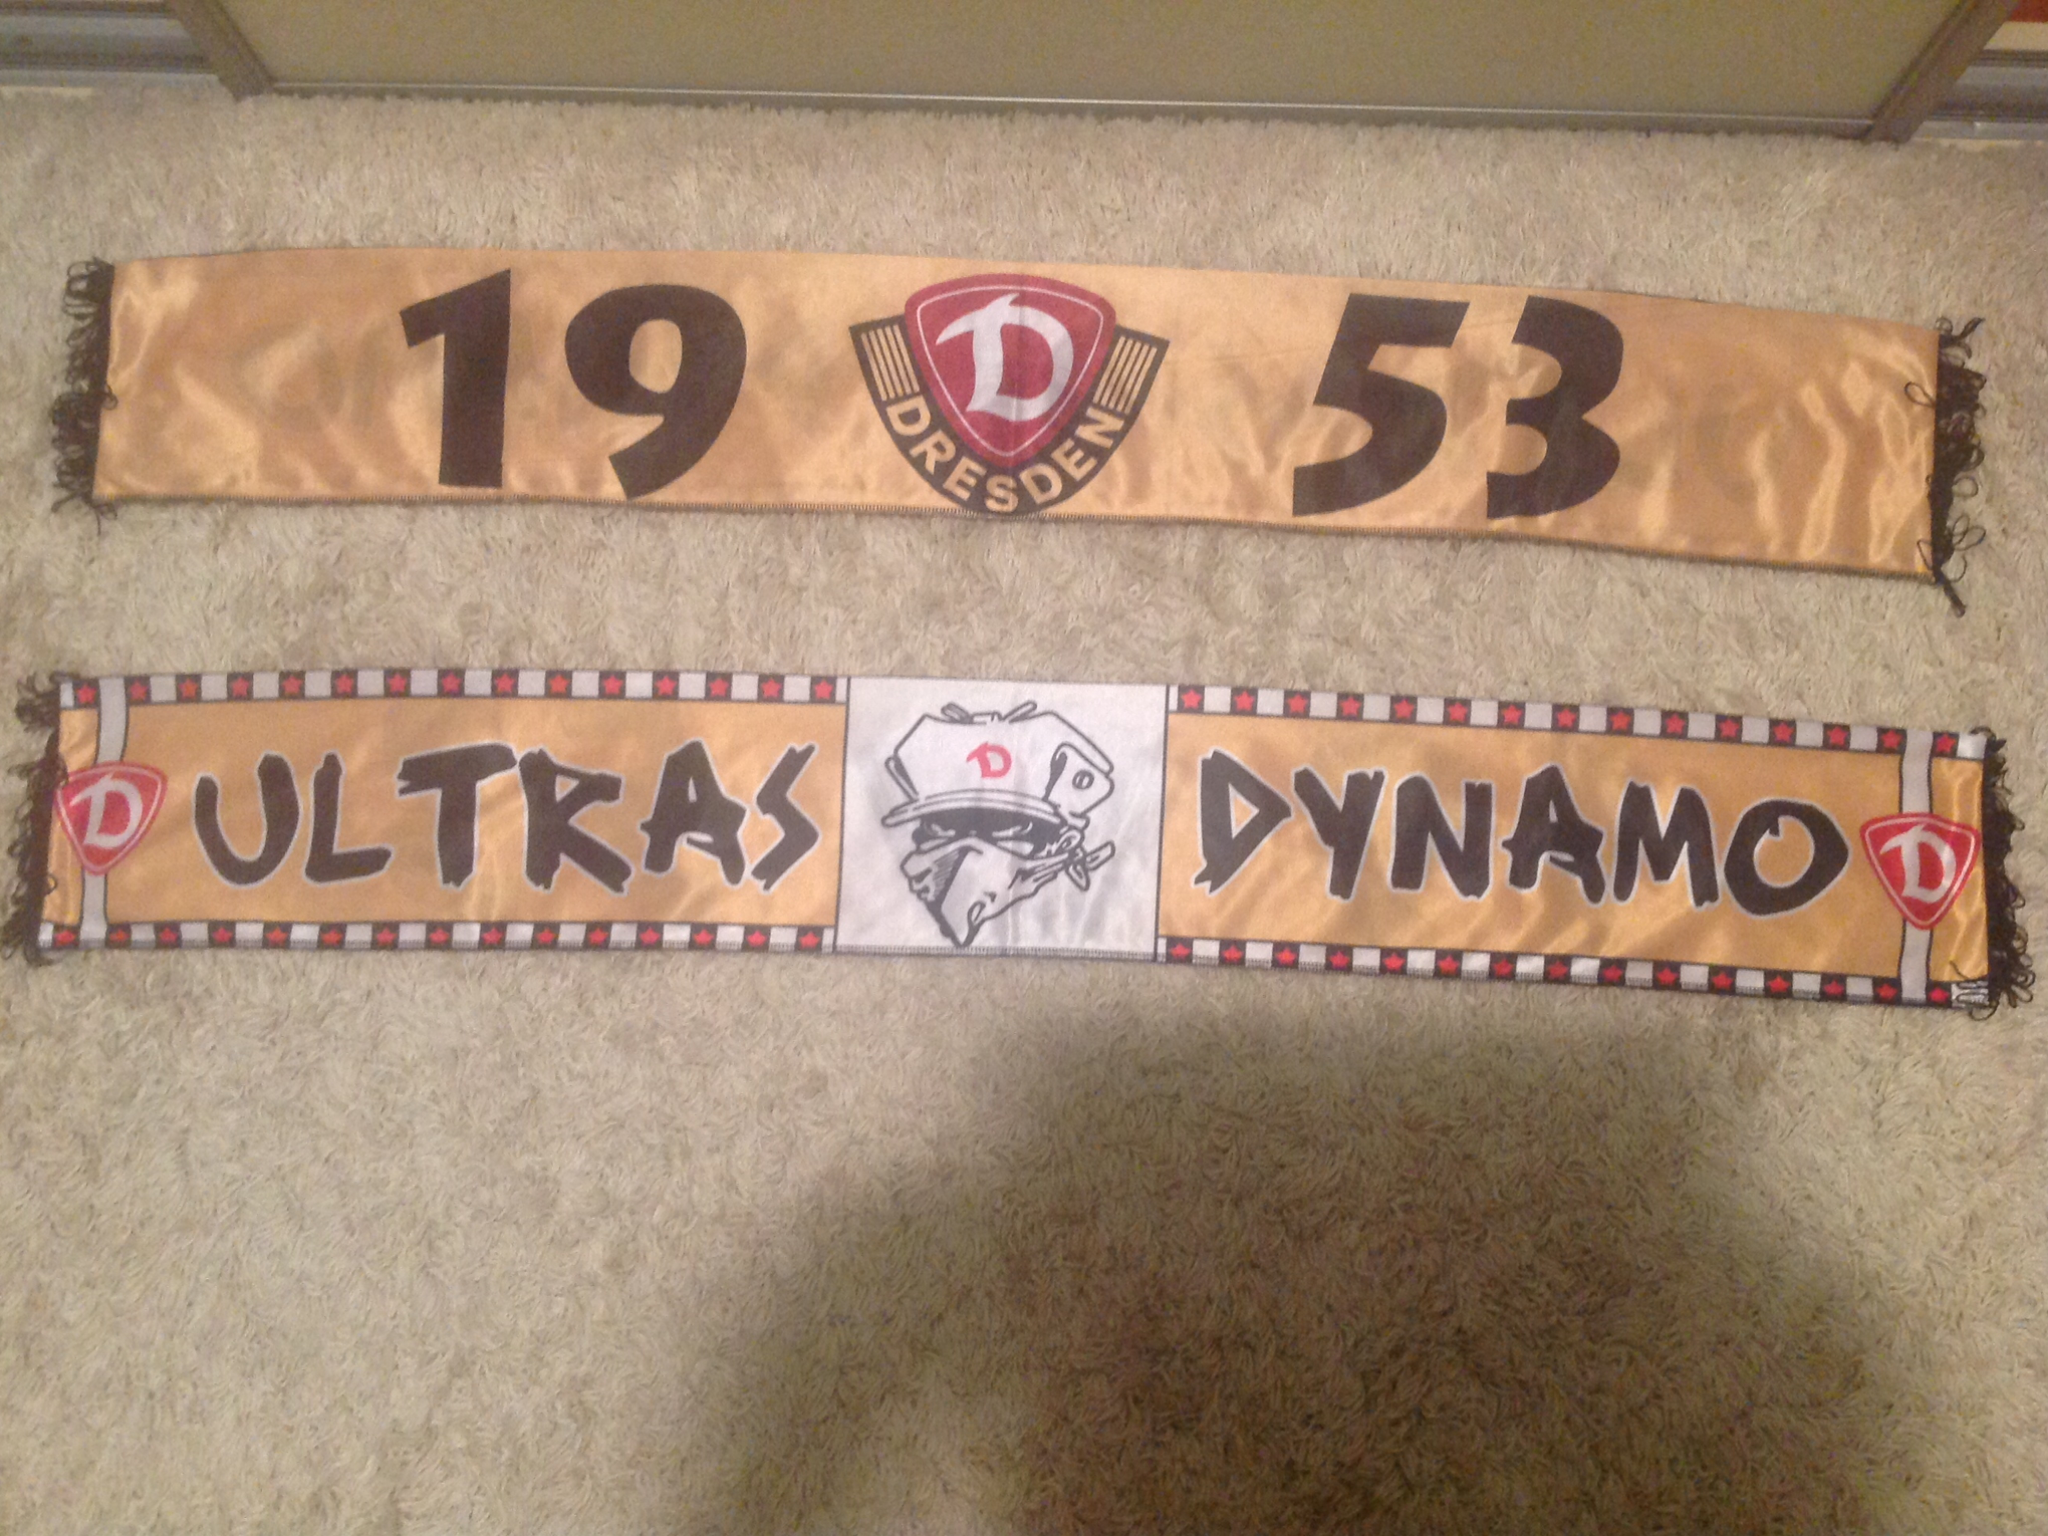 19 D 53
DRESDEN
D
D ULTRAS DYNAMO D